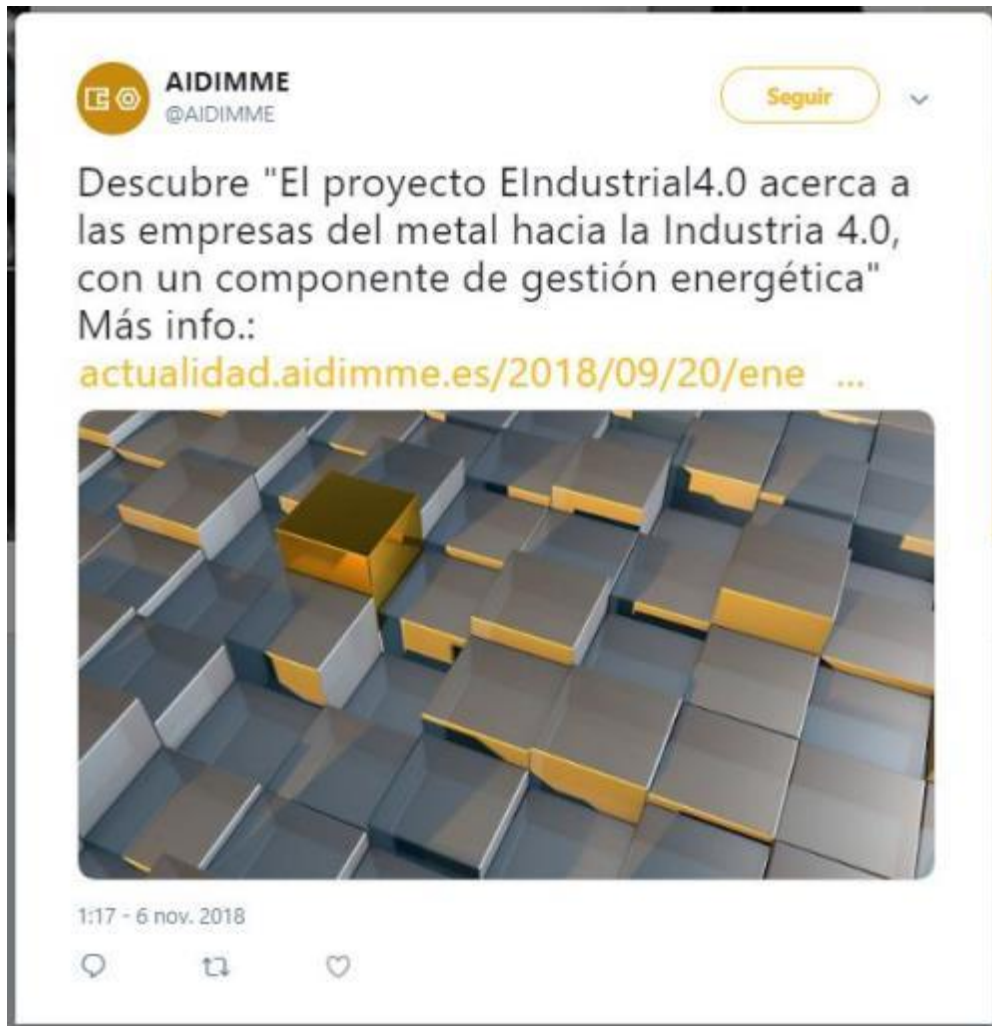 AIDIMME
@AIDIMME
Seguir
Descubre "El proyecto EIndustrial4.0 acerca a
las empresas del metal hacia la Industria 4.0,
con un componente de gestión energética"
Más info.:
actualidad.aidimme.es/2018/09/20/ene ...
1:17 - 6 nov. 2018